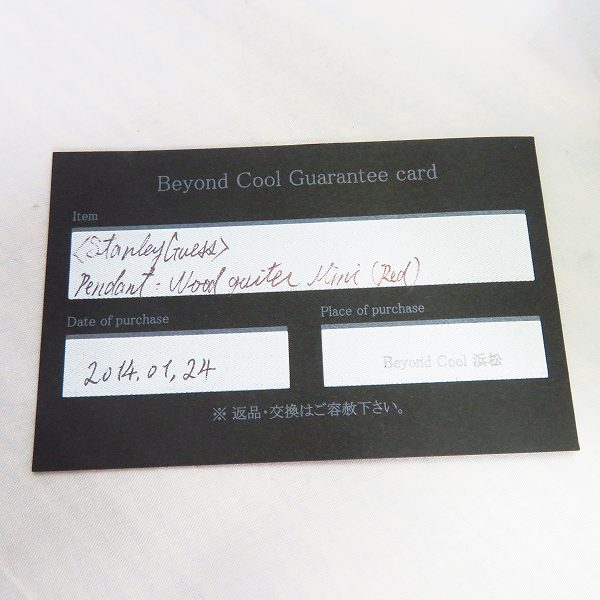 Beyond Cool Guarantee card
Item
<StanleyGuess>
Pendant - Wood guiter Mini (Red)
Date of purchase
Place of purchase
2014.01.24
Beyond Cool 浜松
※ 返品・交換はご容赦下さい。